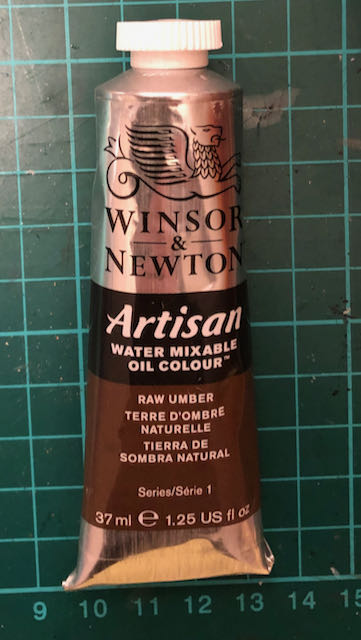 WINSOR
&
NEWTON
Artisan
WATER MIXABLE
OIL COLOUR™
RAW UMBER
TERRE D'OMBRE
NATURELLE
TIERRA DE
SOMBRA NATURAL
Series/Série 1
37 ml ℮ 1.25 US fl oz
9 10 11 12 13 14 15